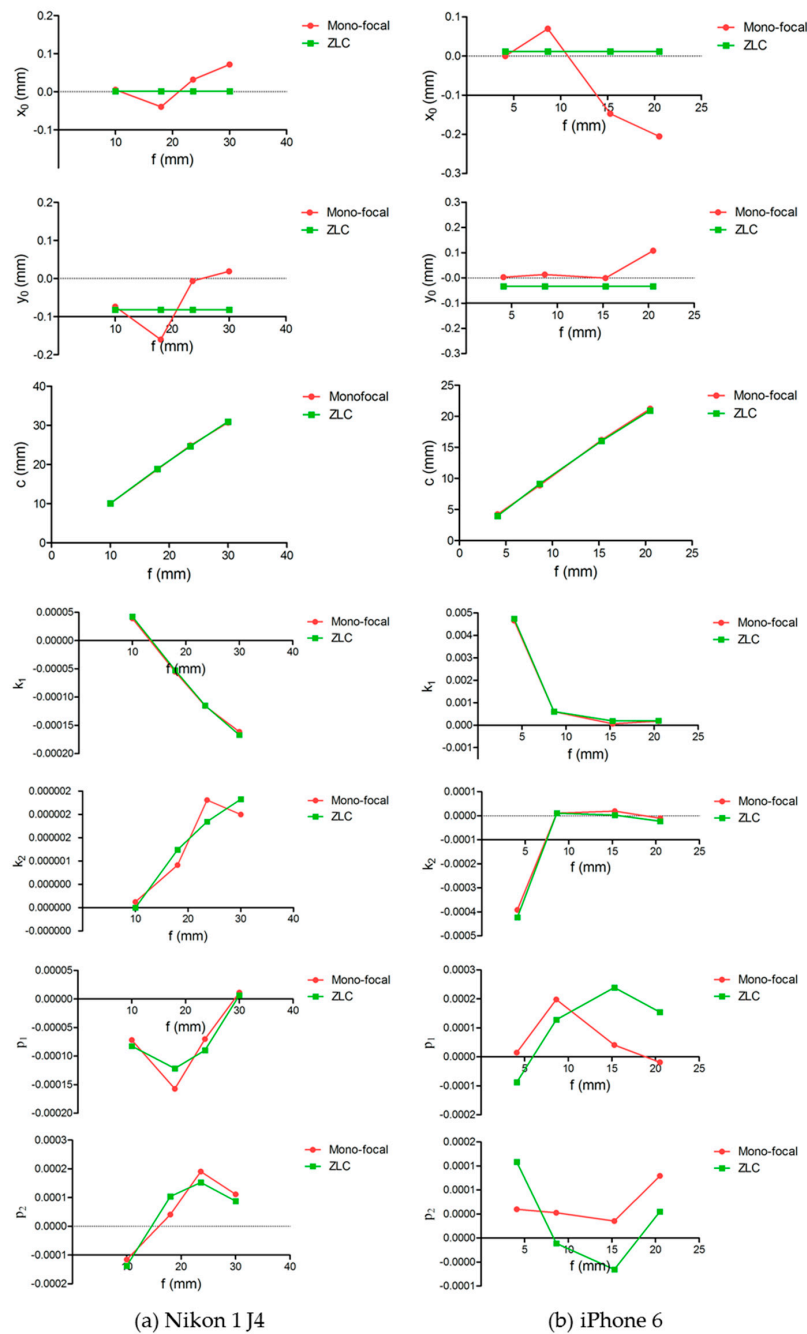 0.2
0.1
0.0
-0.1
x0 (mm)
10
20
30
40
f (mm)
Mono-focal
ZLC
0.1
0.0
-0.1
-0.2
-0.3
x0 (mm)
5
10
15
20
25
f (mm)
Mono-focal
ZLC
0.2
0.1
0.0
-0.1
-0.2
y0 (mm)
10
20
30
40
f (mm)
Mono-focal
ZLC
0.3
0.2
0.1
-0.0
-0.1
-0.2
-0.3
y0 (mm)
5
10
15
20
25
f (mm)
Mono-focal
ZLC
40
30
20
10
0
c (mm)
0
10
20
30
40
f (mm)
Monofocal
ZLC
25
20
15
10
5
0
c (mm)
0
5
10
15
20
25
f (mm)
Mono-focal
ZLC
0.00005
0.00000
-0.00005
-0.00010
-0.00015
-0.00020
k1
10
20
30
40
f (mm)
Mono-focal
ZLC
0.005
0.004
0.003
0.002
0.001
0.000
-0.001
k1
5
10
15
20
25
f (mm)
Mono-focal
ZLC
0.000002
0.000002
0.000002
0.000001
0.000000
0.000000
-0.000000
k2
10
20
30
40
f (mm)
Mono-focal
ZLC
0.0001
0.0000
-0.0001
-0.0002
-0.0003
-0.0004
-0.0005
k2
5
10
15
20
25
f (mm)
Mono-focal
ZLC
0.00005
0.00000
-0.00005
-0.00010
-0.00015
-0.00020
p1
10
20
30
40
f (mm)
Mono-focal
ZLC
0.0003
0.0002
0.0001
0.0000
-0.0001
-0.0002
p1
5
10
15
20
25
f (mm)
Mono-focal
ZLC
0.0003
0.0002
0.0001
0.0000
-0.0001
-0.0002
p2
10
20
30
40
f (mm)
Mono-focal
ZLC
0.0002
0.0001
0.0000
-0.0000
-0.0001
p2
5
10
15
20
25
f (mm)
Mono-focal
ZLC
(a) Nikon 1 J4
(b) iPhone 6